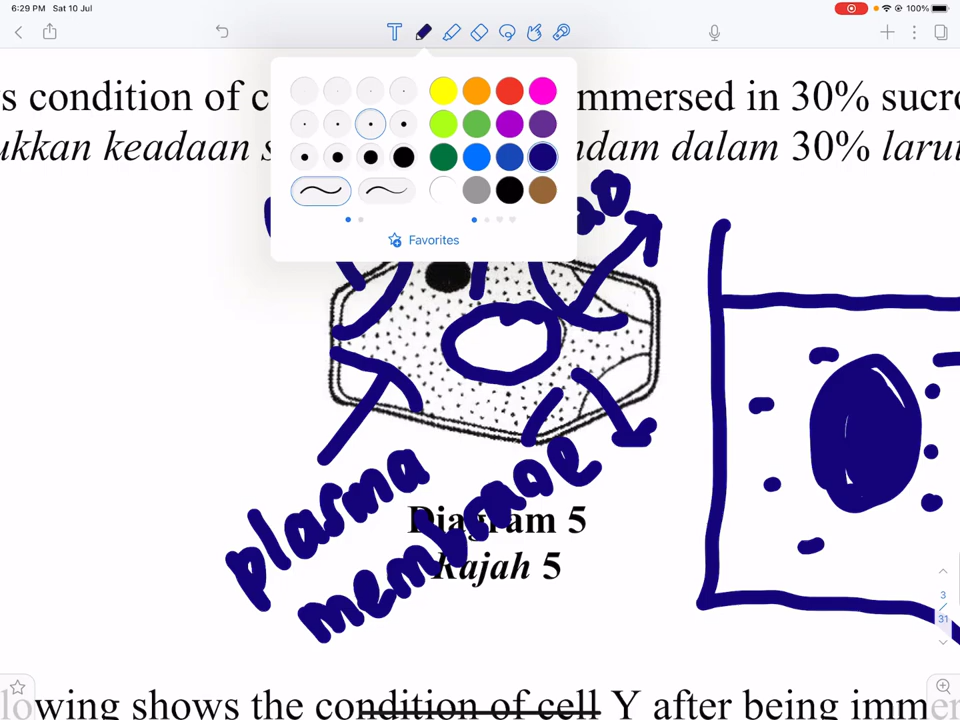 6:29 PM Sat 10 Jul
100%
T
s condition of c
mmersed in 30% sucro
ukkan keadaan s
ndam dalam 30% laru
Favorites
plasma
membrane
Diagram 5
Rajah 5
3
/
31
lowing shows the condition of cell Y after being immer